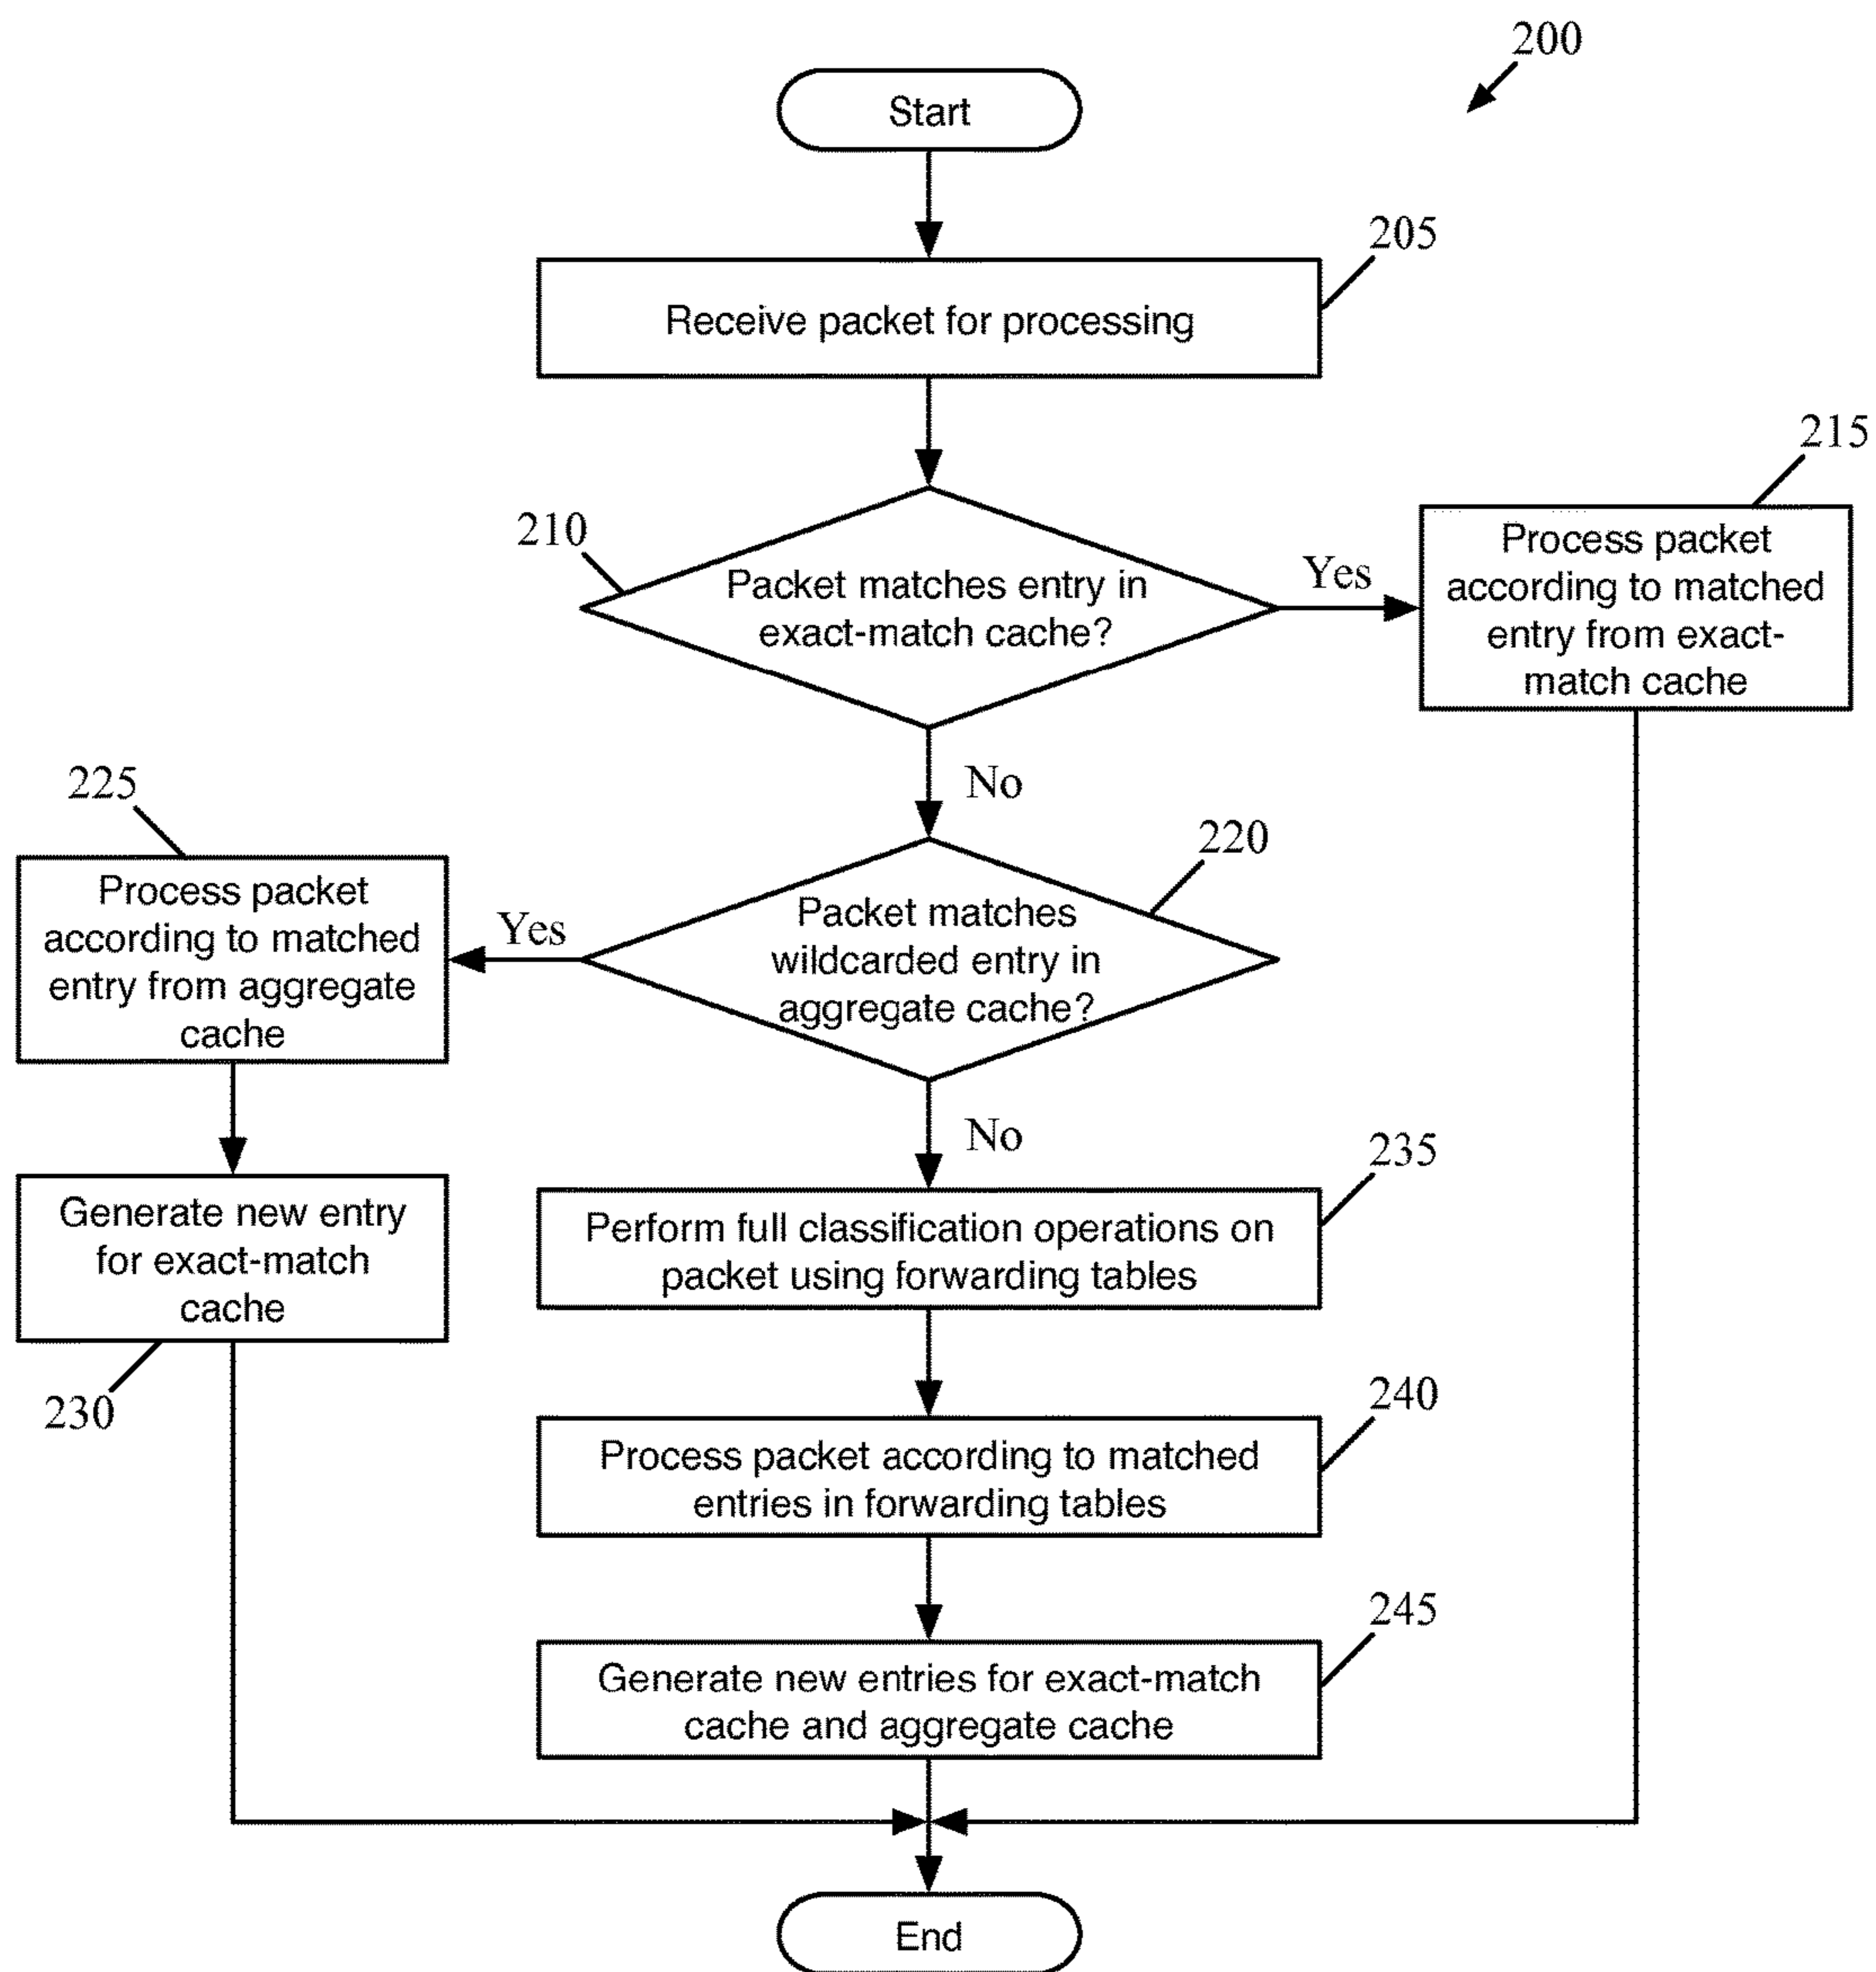 200
Start
205
Receive packet for processing
215
210
Packet matches entry in
exact-match cache?
Yes
Process packet
according to matched
entry from exact-
match cache
No
225
220
Process packet
according to matched
entry from aggregate
cache
Yes
Packet matches
wildcarded entry in
aggregate cache?
No
235
Generate new entry
for exact-match
cache
230
Perform full classification operations on
packet using forwarding tables
240
Process packet according to matched
entries in forwarding tables
245
Generate new entries for exact-match
cache and aggregate cache
End